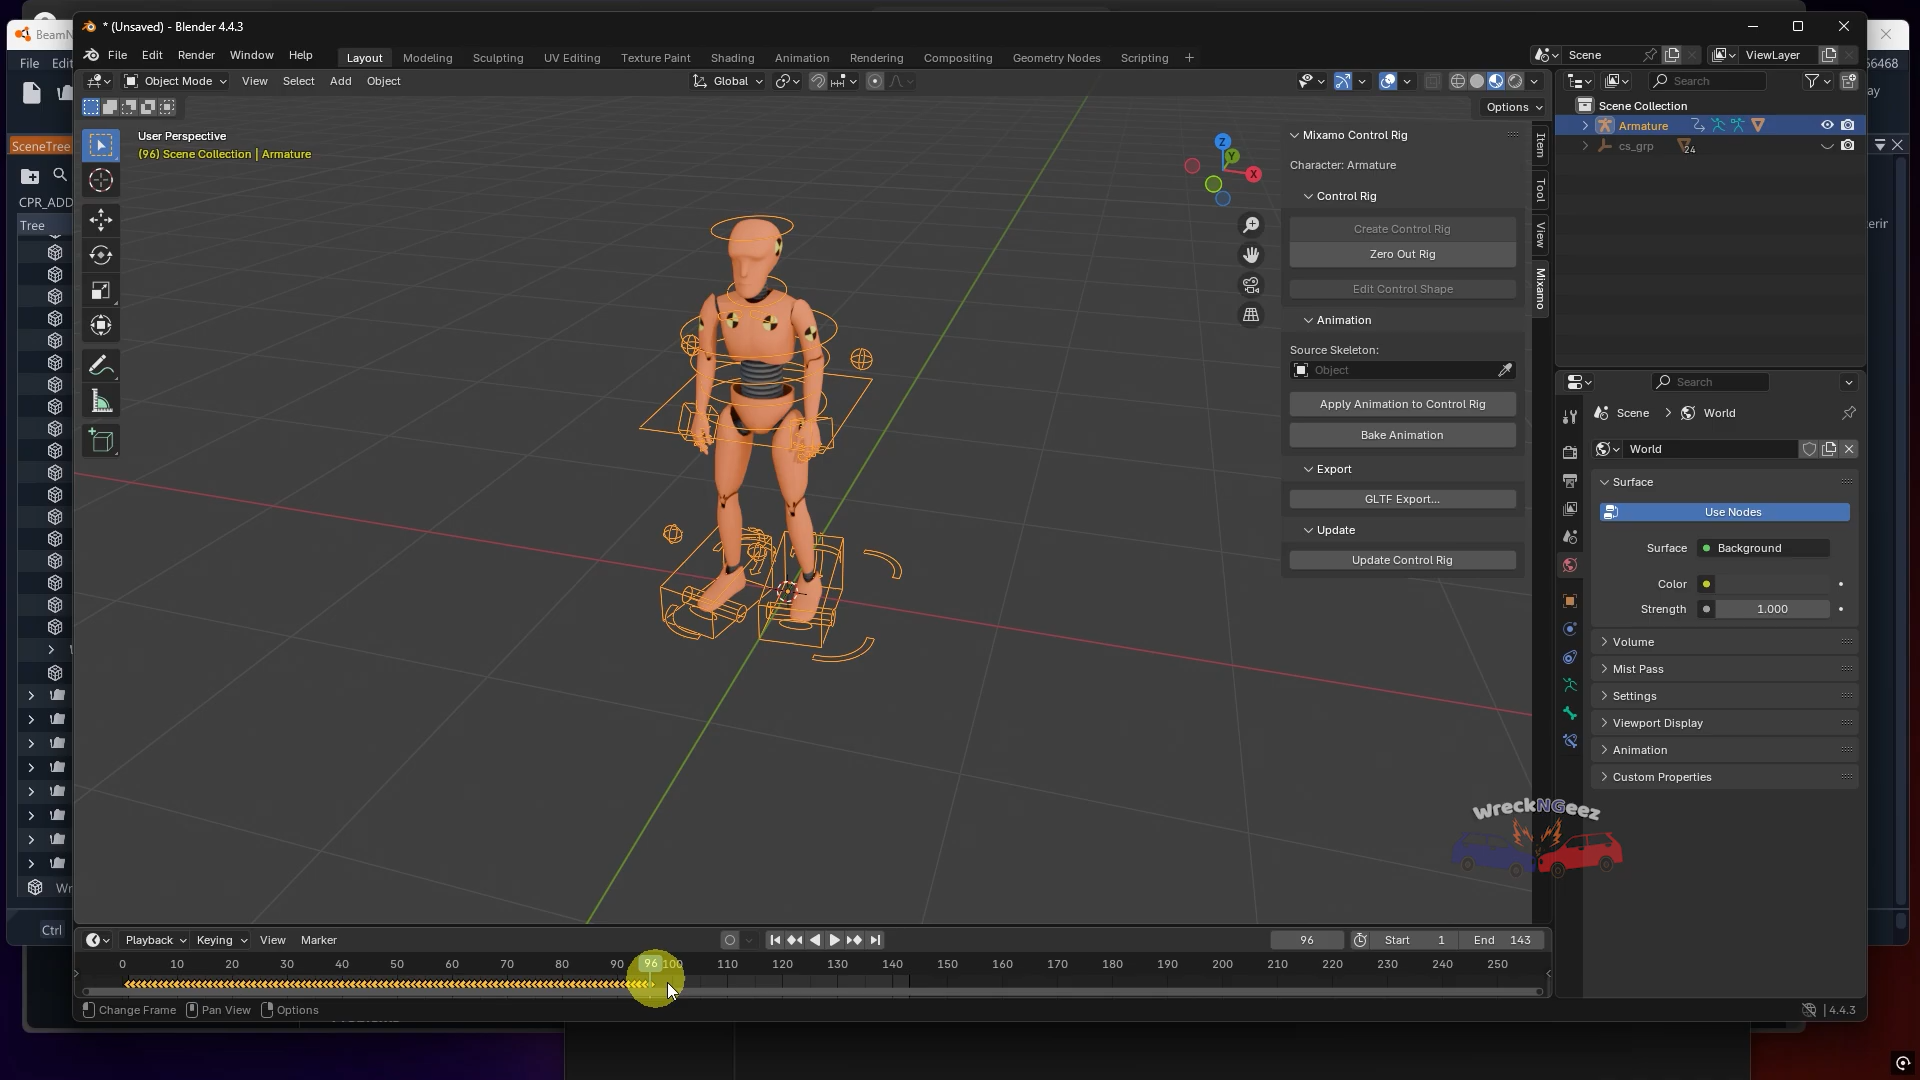 BeamN
* (Unsaved) - Blender 4.4.3
File Edit Render Window Help
Layout Modeling Sculpting UV Editing Texture Paint Shading Animation Rendering Compositing Geometry Nodes Scripting +
Scene
ViewLayer
File Edit
56468
Object Mode View Select Add Object
Global
Search
Options
User Perspective
(96) Scene Collection | Armature
Scene Collection
Armature
cs_grp
24
SceneTree
CPR_ADD
Tree
Z
Y
X
Mixamo Control Rig
Character: Armature
Control Rig
Create Control Rig
Zero Out Rig
Edit Control Shape
Animation
Source Skeleton:
Object
Apply Animation to Control Rig
Bake Animation
Export
GLTF Export...
Update
Update Control Rig
Item
Tool
View
Mixamo
Search
Scene > World
World
Surface
Use Nodes
Surface Background
Color
Strength 1.000
Volume
Mist Pass
Settings
Viewport Display
Animation
Custom Properties
WreckNGeez
Wr
Ctrl
Playback Keying View Marker
96 Start 1 End 143
0 10 20 30 40 50 60 70 80 90 96 100 110 120 130 140 150 160 170 180 190 200 210 220 230 240 250
Change Frame Pan View Options
4.4.3